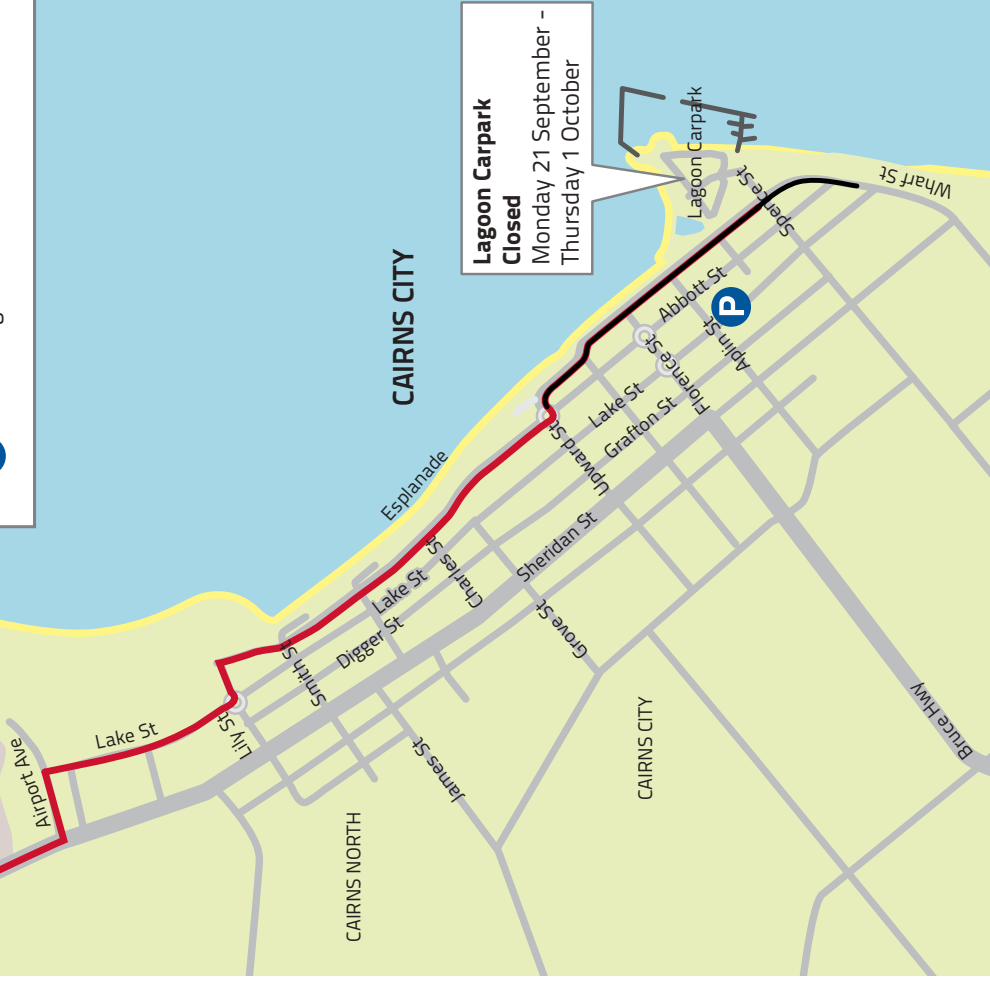 Lagoon Carpark
Closed
Monday 21 September –
Thursday 1 October
Lagoon Carpark
CAIRNS CITY
Esplanade
Wharf St
Spence St
Abbott St
P
Aplin St
Florence St
Lake St
Grafton St
Upward St
Sheridan St
Charles St
Lake St
Digger St
Grove St
Smith St
Lily St
Lake St
Airport Ave
James St
Bruce Hwy
CAIRNS CITY
CAIRNS NORTH